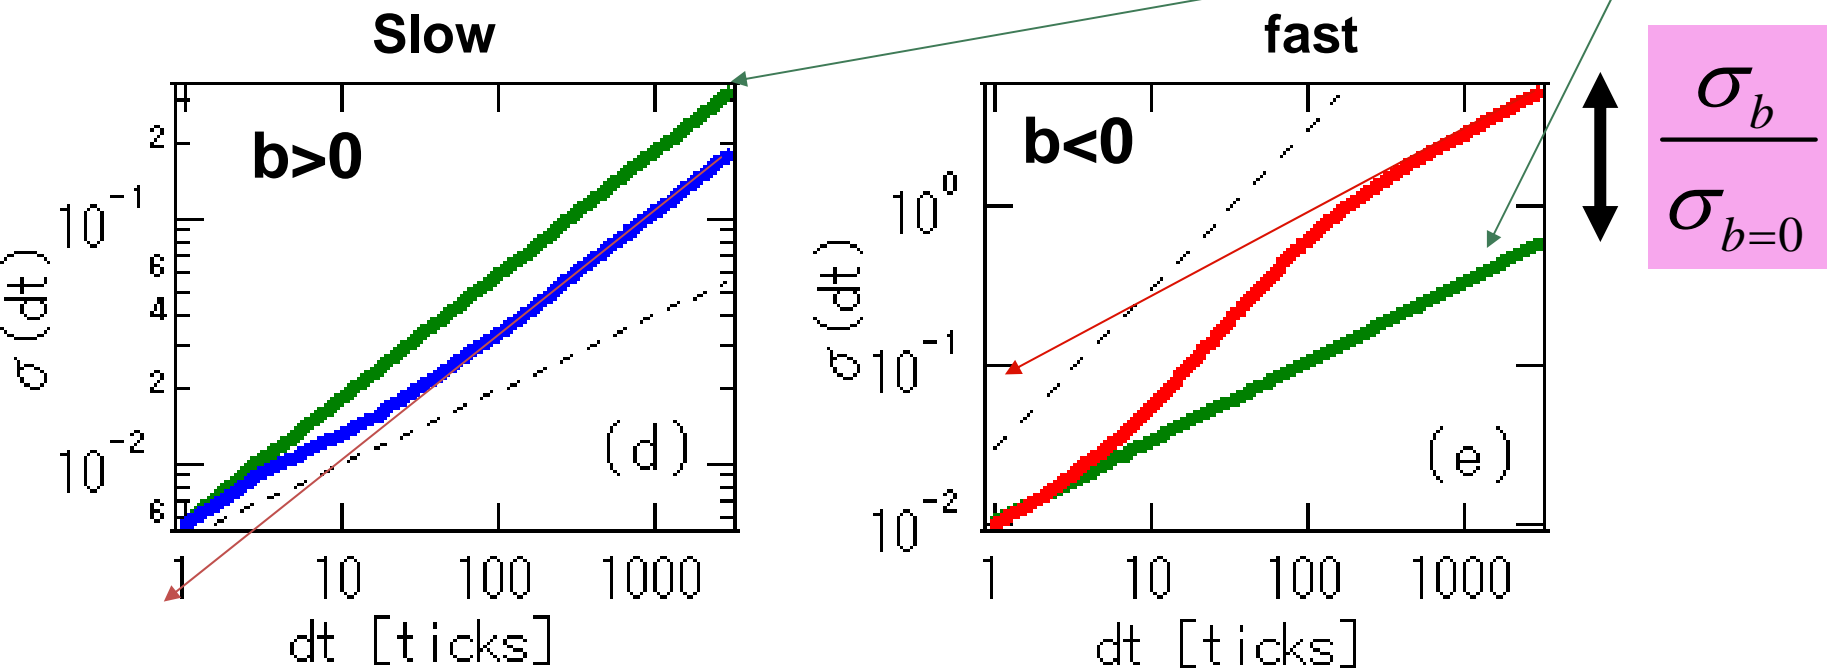 Slow
fast
b>0
b<0
σ_b
σ_{b=0}
2
10^{-1}
6
4
2
10^{-2}
6
σ (dt)
(d)
1 10 100 1000
dt [ticks]
10^0
10^{-1}
10^{-2}
σ (dt)
(e)
1 10 100 1000
dt [ticks]